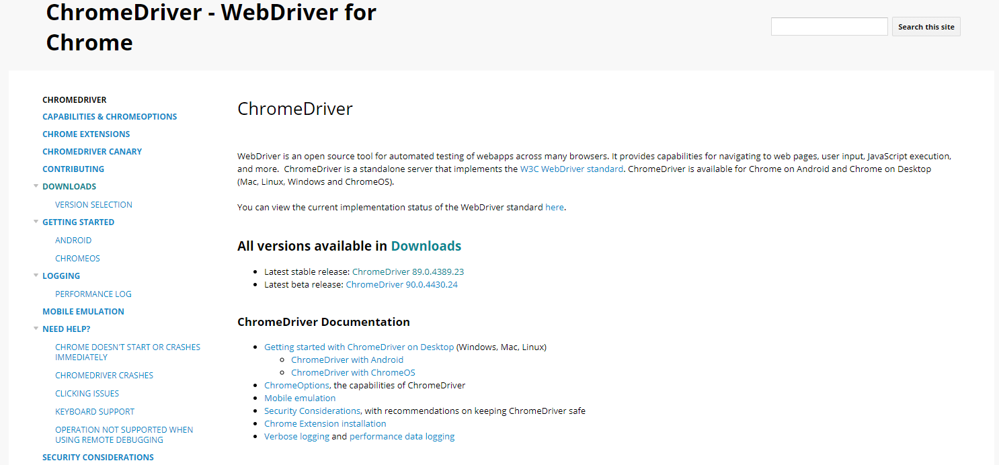 ChromeDriver - WebDriver for
Chrome
Search this site
CHROMEDRIVER
CAPABILITIES & CHROMEOPTIONS
CHROME EXTENSIONS
CHROMEDRIVER CANARY
CONTRIBUTING
DOWNLOADS
VERSION SELECTION
GETTING STARTED
ANDROID
CHROMEOS
LOGGING
PERFORMANCE LOG
MOBILE EMULATION
NEED HELP?
CHROME DOESN'T START OR CRASHES
IMMEDIATELY
CHROMEDRIVER CRASHES
CLICKING ISSUES
KEYBOARD SUPPORT
OPERATION NOT SUPPORTED WHEN
USING REMOTE DEBUGGING
SECURITY CONSIDERATIONS
ChromeDriver
WebDriver is an open source tool for automated testing of webapps across many browsers. It provides capabilities for navigating to web pages, user input, JavaScript execution,
and more.  ChromeDriver is a standalone server that implements the W3C WebDriver standard. ChromeDriver is available for Chrome on Android and Chrome on Desktop
(Mac, Linux, Windows and ChromeOS).
You can view the current implementation status of the WebDriver standard here.
All versions available in Downloads
• Latest stable release: ChromeDriver 89.0.4389.23
• Latest beta release: ChromeDriver 90.0.4430.24
ChromeDriver Documentation
• Getting started with ChromeDriver on Desktop (Windows, Mac, Linux)
○ ChromeDriver with Android
○ ChromeDriver with ChromeOS
• ChromeOptions, the capabilities of ChromeDriver
• Mobile emulation
• Security Considerations, with recommendations on keeping ChromeDriver safe
• Chrome Extension installation
• Verbose logging and performance data logging